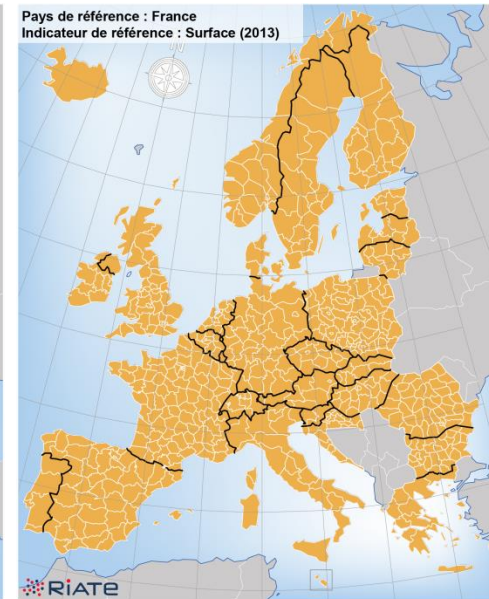 Pays de référence : France
Indicateur de référence : Surface (2013)
N
RIATE